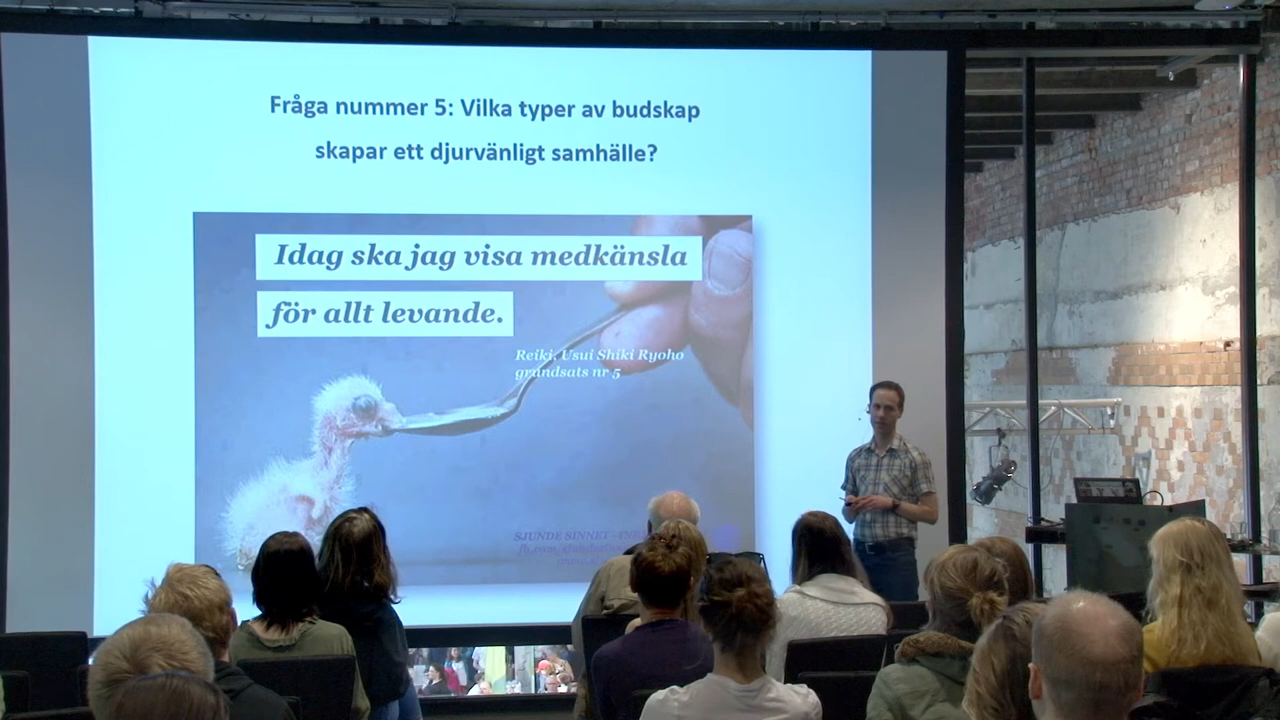 Fråga nummer 5: Vilka typer av budskap
skapar ett djurvänligt samhälle?
Idag ska jag visa medkänsla
för allt levande.
Reiki, Usui Shiki Ryoho
grundsats nr 5
SJUNDE SINNET